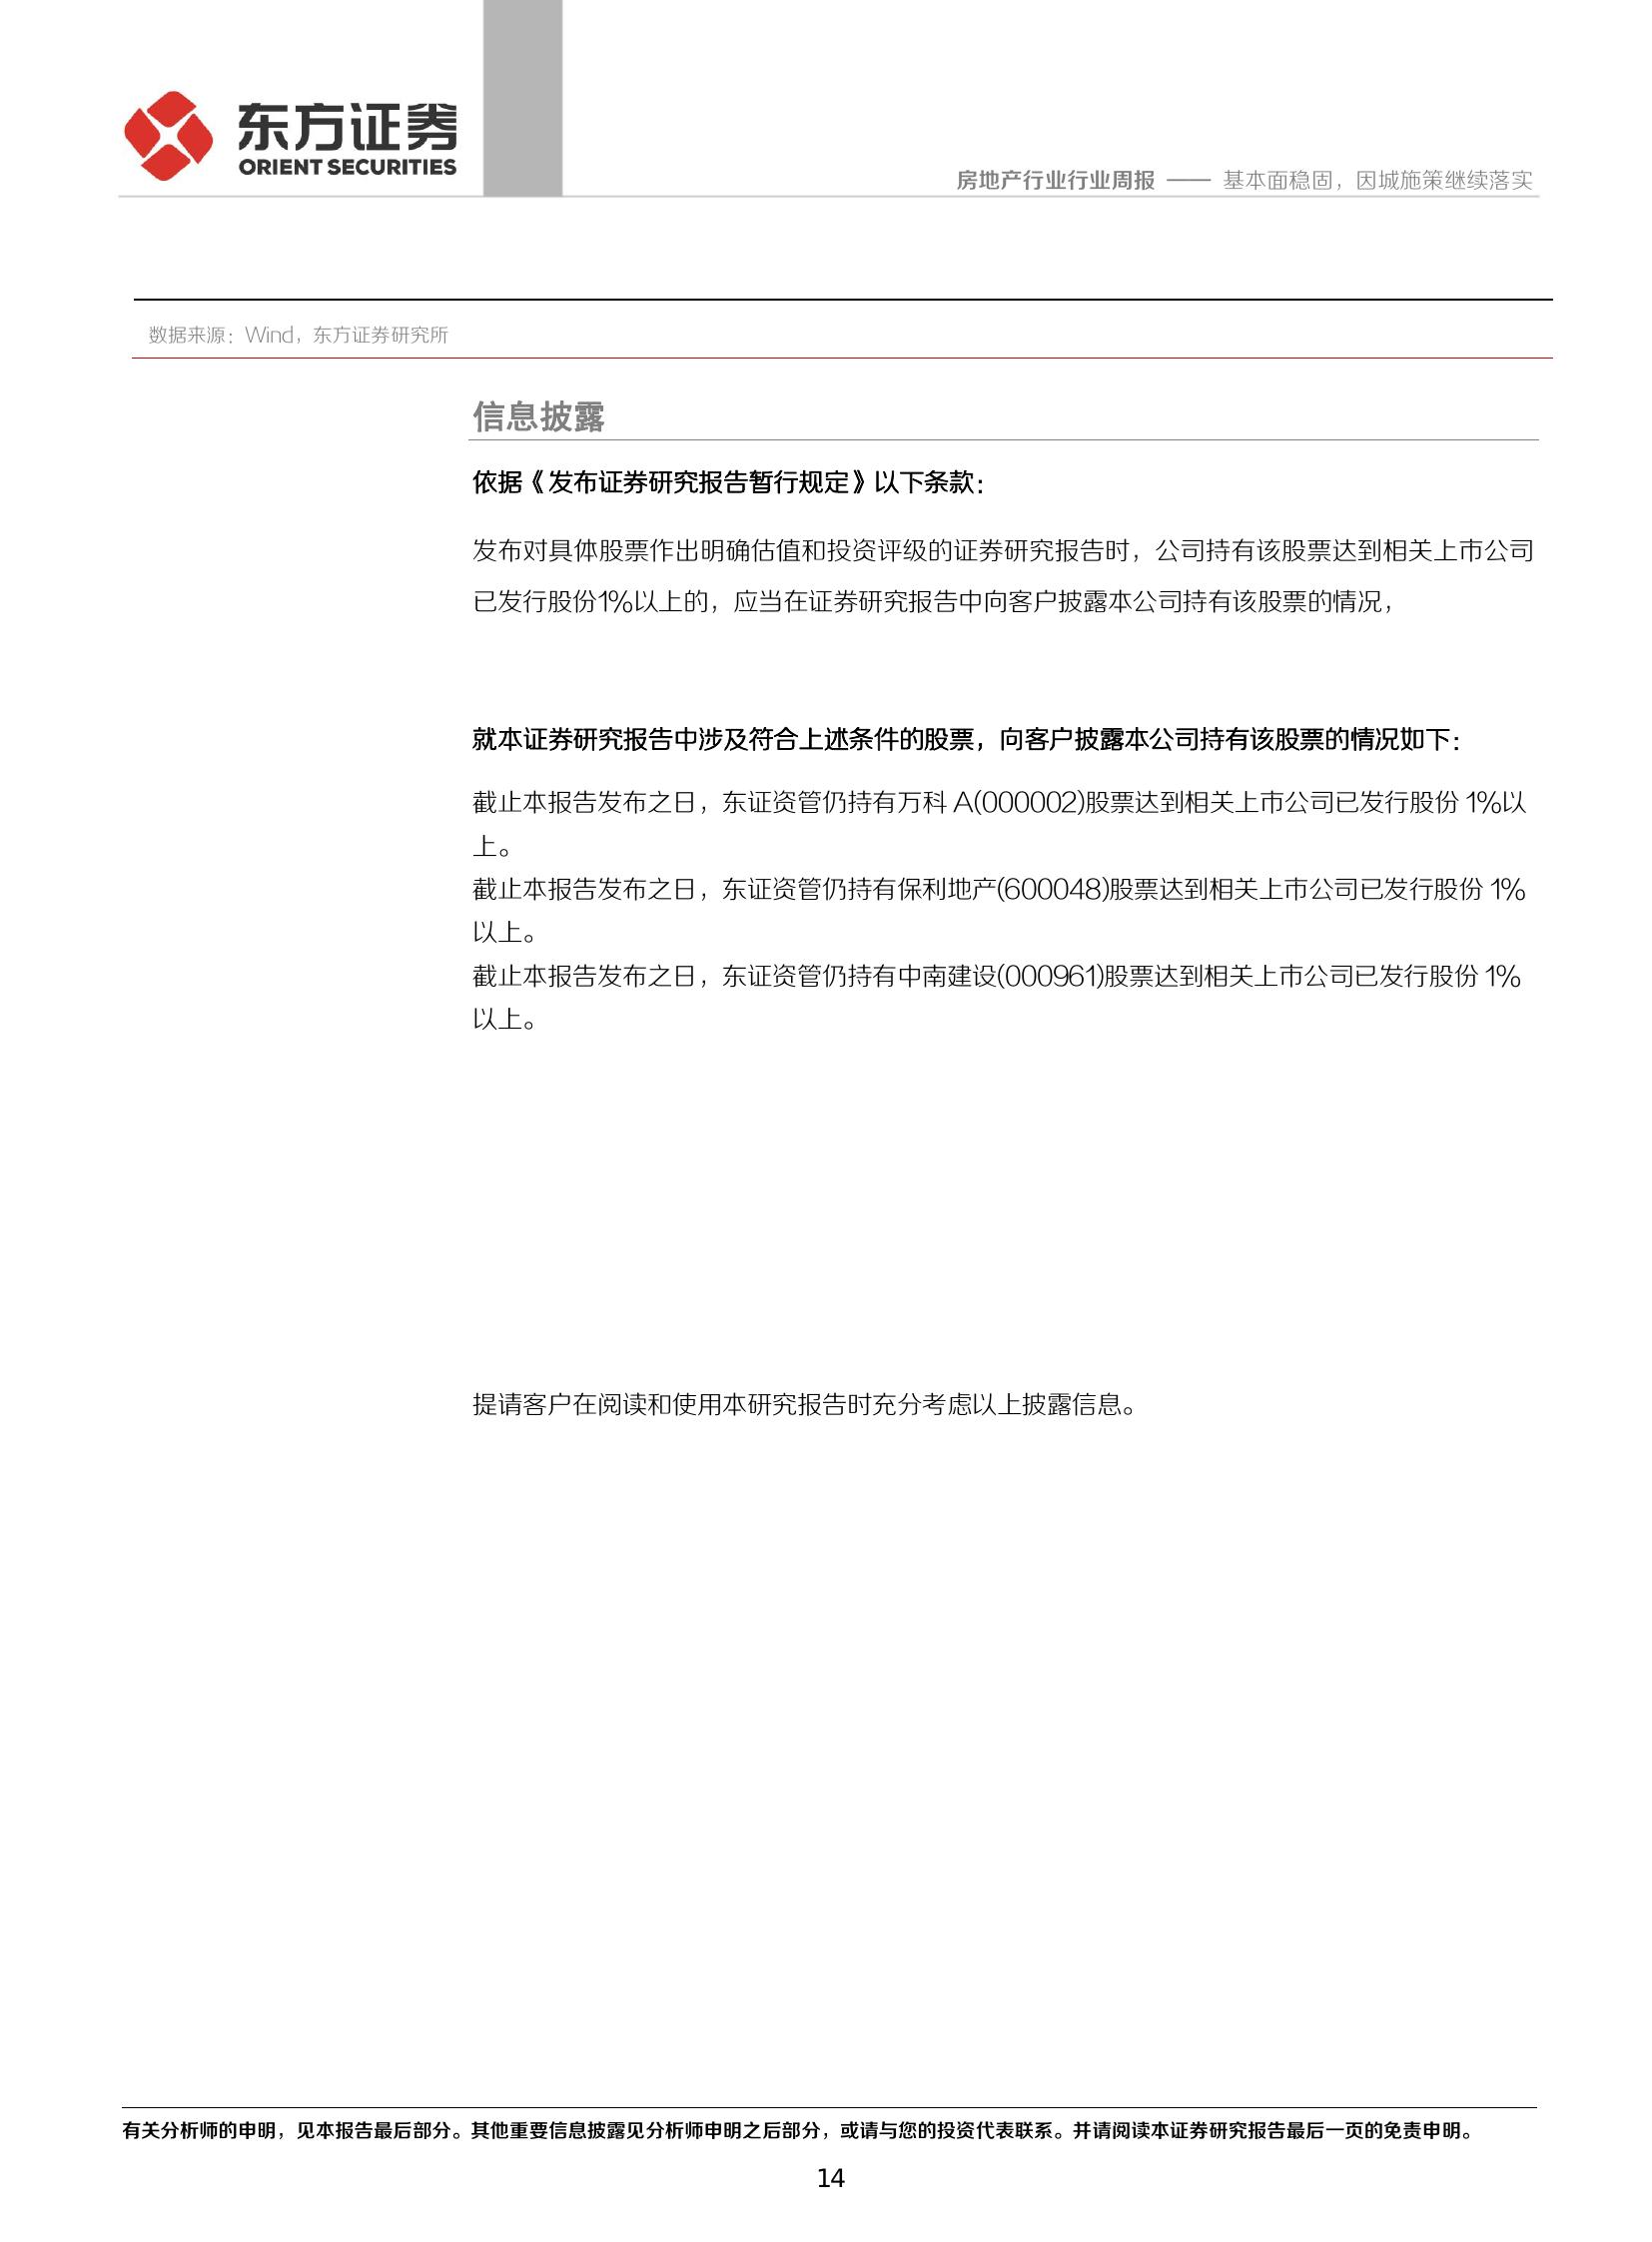 东方证券
ORIENT SECURITIES
房地产行业行业周报 —— 基本面稳固，因城施策继续落实
数据来源：Wind，东方证券研究所
信息披露
依据《发布证券研究报告暂行规定》以下条款：
发布对具体股票作出明确估值和投资评级的证券研究报告时，公司持有该股票达到相关上市公司
已发行股份1%以上的，应当在证券研究报告中向客户披露本公司持有该股票的情况，
就本证券研究报告中涉及符合上述条件的股票，向客户披露本公司持有该股票的情况如下：
截止本报告发布之日，东证资管仍持有万科 A(000002)股票达到相关上市公司已发行股份 1%以
上。
截止本报告发布之日，东证资管仍持有保利地产(600048)股票达到相关上市公司已发行股份 1%
以上。
截止本报告发布之日，东证资管仍持有中南建设(000961)股票达到相关上市公司已发行股份 1%
以上。
提请客户在阅读和使用本研究报告时充分考虑以上披露信息。
有关分析师的申明，见本报告最后部分。其他重要信息披露见分析师申明之后部分，或请与您的投资代表联系。并请阅读本证券研究报告最后一页的免责申明。
14